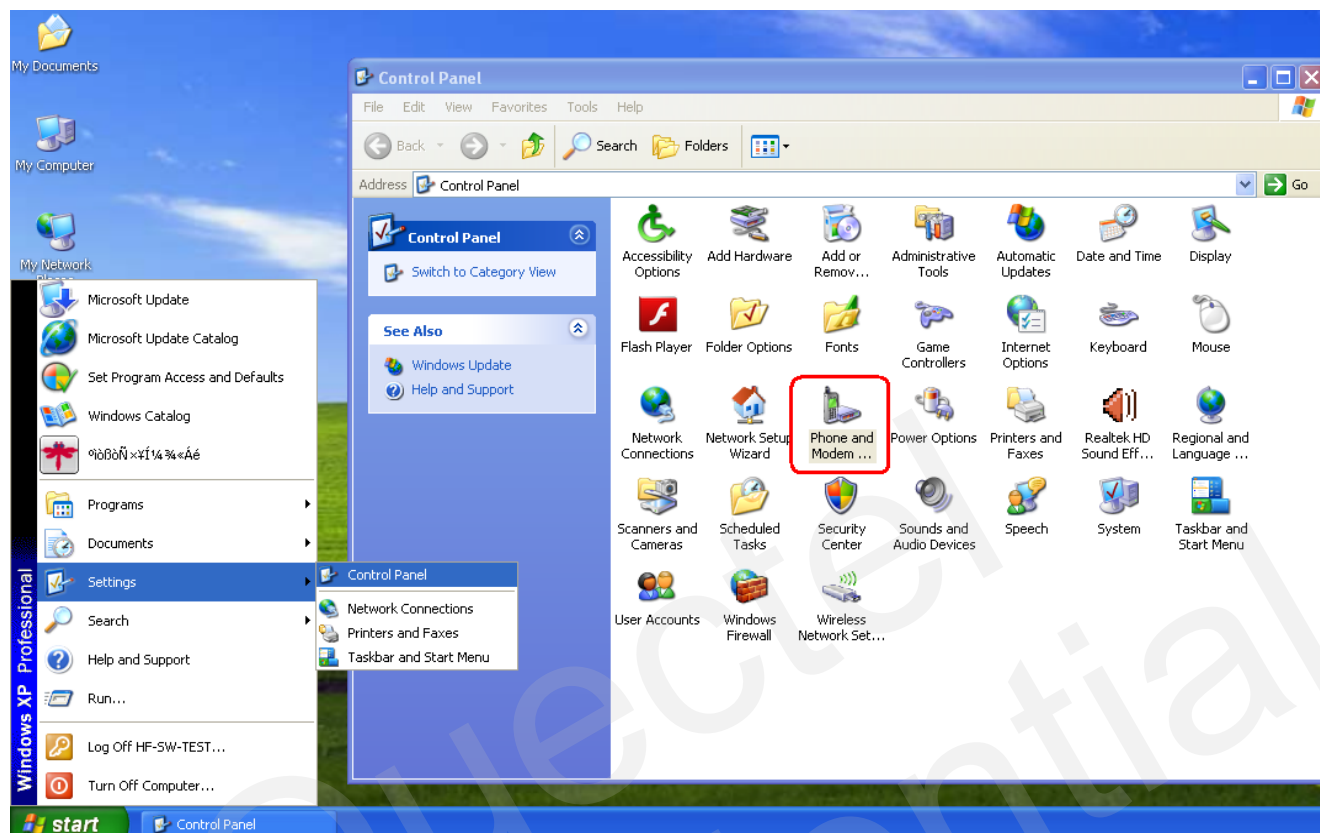 My Documents
My Computer
My Network
Control Panel
File Edit View Favorites Tools Help
Back Search Folders
Address Control Panel Go
Control Panel
Switch to Category View
See Also
Windows Update
Help and Support
Accessibility Options
Add Hardware
Add or Remov...
Administrative Tools
Automatic Updates
Date and Time
Display
Flash Player
Folder Options
Fonts
Game Controllers
Internet Options
Keyboard
Mouse
Network Connections
Network Setup Wizard
Phone and Modem ...
Power Options
Printers and Faxes
Realtek HD Sound Eff...
Regional and Language ...
Scanners and Cameras
Scheduled Tasks
Security Center
Sounds and Audio Devices
Speech
System
Taskbar and Start Menu
User Accounts
Windows Firewall
Wireless Network Set...
Microsoft Update
Microsoft Update Catalog
Set Program Access and Defaults
Windows Catalog
Programs
Documents
Settings
Search
Help and Support
Run...
Log Off HF-SW-TEST...
Turn Off Computer...
Windows XP Professional
Control Panel
Network Connections
Printers and Faxes
Taskbar and Start Menu
start
Control Panel
Quectel